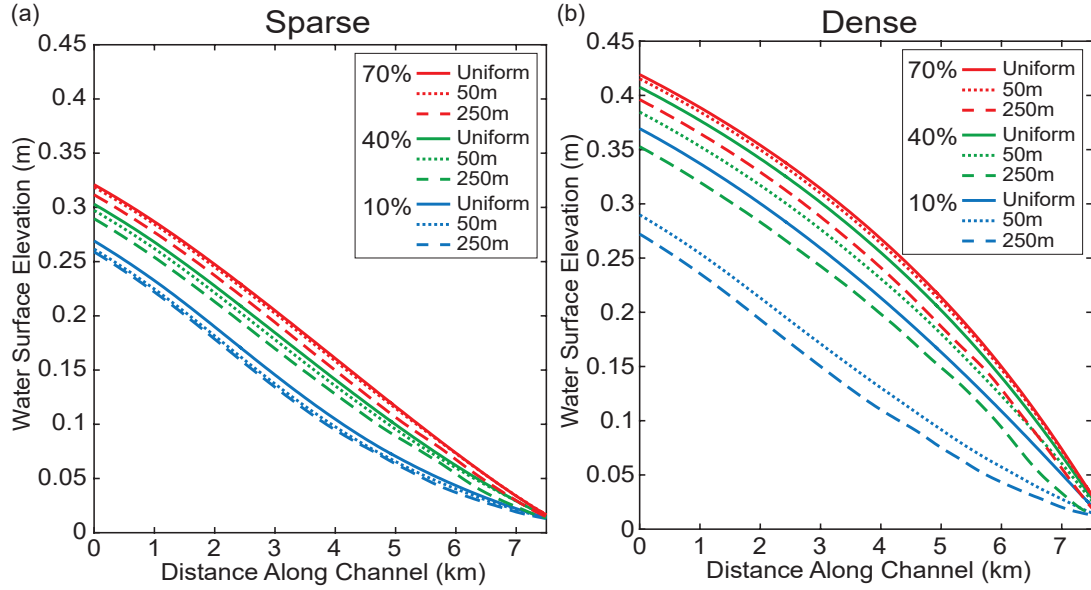 (a)
Sparse
0.45
0.4
0.35
0.3
0.25
0.2
0.15
0.1
0.05
0
Water Surface Elevation (m)
70% Uniform
50m
250m
40% Uniform
50m
250m
10% Uniform
50m
250m
0 1 2 3 4 5 6 7
Distance Along Channel (km)
(b)
Dense
0.45
0.4
0.35
0.3
0.25
0.2
0.15
0.1
0.05
0
Water Surface Elevation (m)
70% Uniform
50m
250m
40% Uniform
50m
250m
10% Uniform
50m
250m
0 1 2 3 4 5 6 7
Distance Along Channel (km)